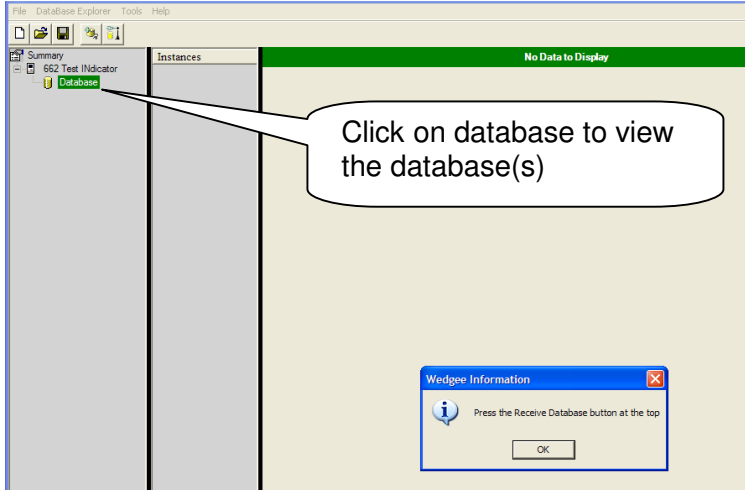 File DataBase Explorer Tools Help
Summary
662 Test INdicator
Database
Instances
No Data to Display
Click on database to view
the database(s)
Wedgee Information
Press the Receive Database button at the top
OK